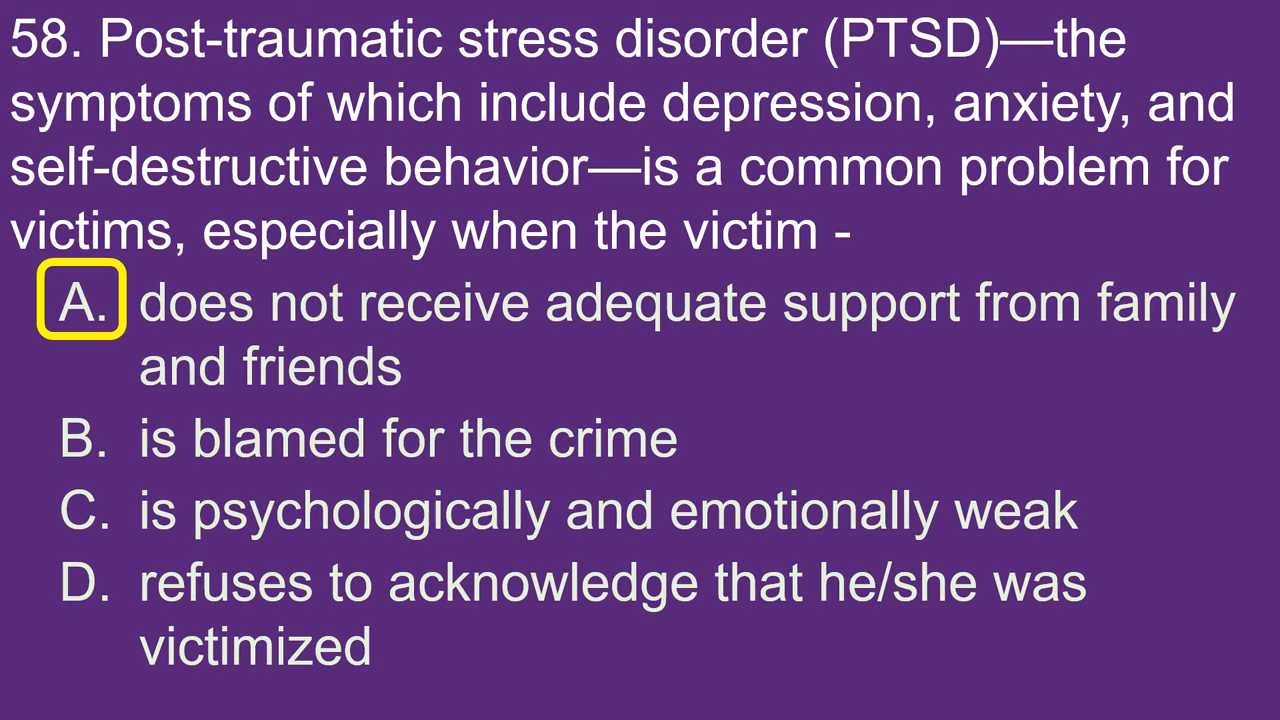 58. Post-traumatic stress disorder (PTSD)—the
symptoms of which include depression, anxiety, and
self-destructive behavior—is a common problem for
victims, especially when the victim -
A. does not receive adequate support from family
and friends
B. is blamed for the crime
C. is psychologically and emotionally weak
D. refuses to acknowledge that he/she was
victimized